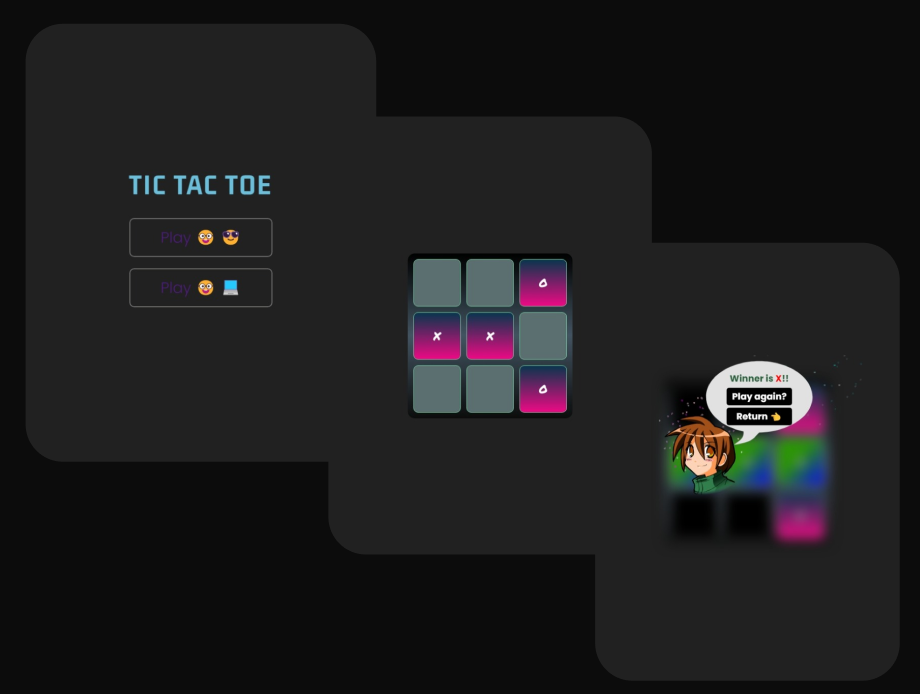 TIC TAC TOE
Play 🤡 😎
Play 🤡 💻
O
X X
O
Winner is X!!
Play again?
Return 👈